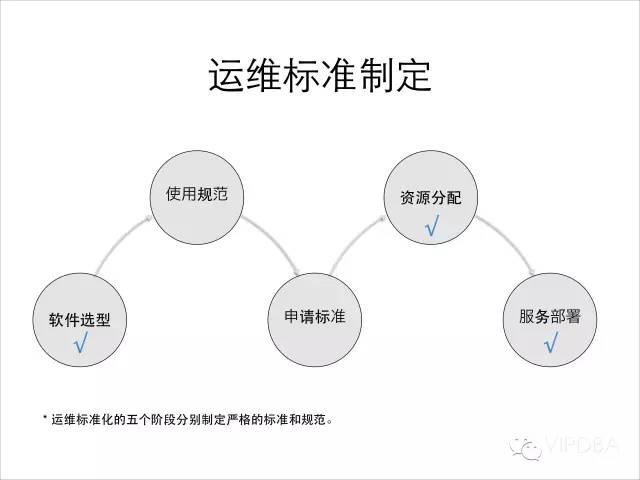 运维标准制定
使用规范
资源分配
√
软件选型
√
申请标准
服务部署
√
* 运维标准化的五个阶段分别制定严格的标准和规范。
VIPDBA